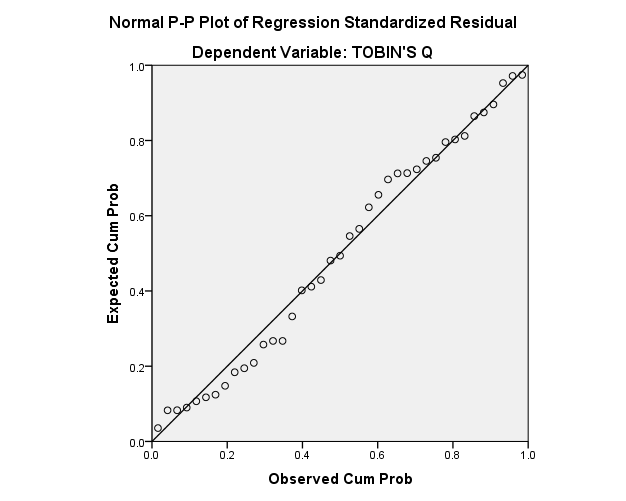 Normal P-P Plot of Regression Standardized Residual
Dependent Variable: TOBIN'S Q
1.0
0.8
0.6
0.4
0.2
0.0
Expected Cum Prob
0.0 0.2 0.4 0.6 0.8 1.0
Observed Cum Prob